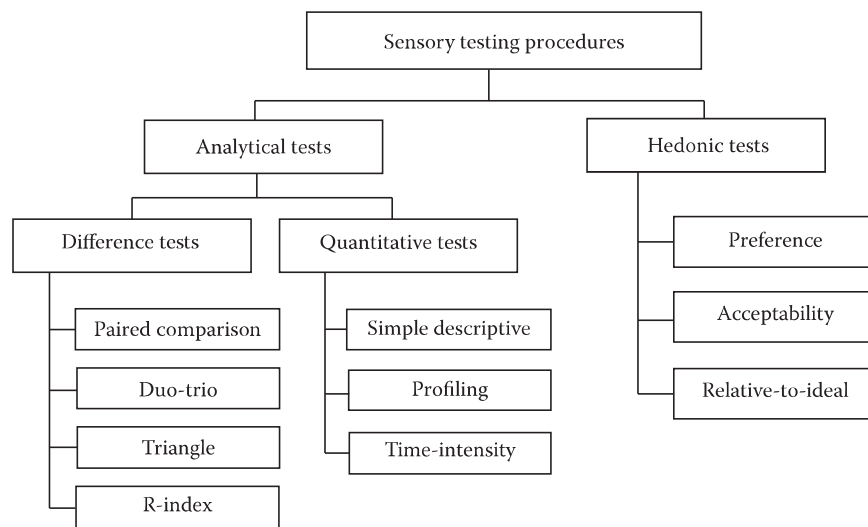 Sensory testing procedures
Analytical tests
Hedonic tests
Difference tests
Quantitative tests
Paired comparison
Duo-trio
Triangle
R-index
Simple descriptive
Profiling
Time-intensity
Preference
Acceptability
Relative-to-ideal